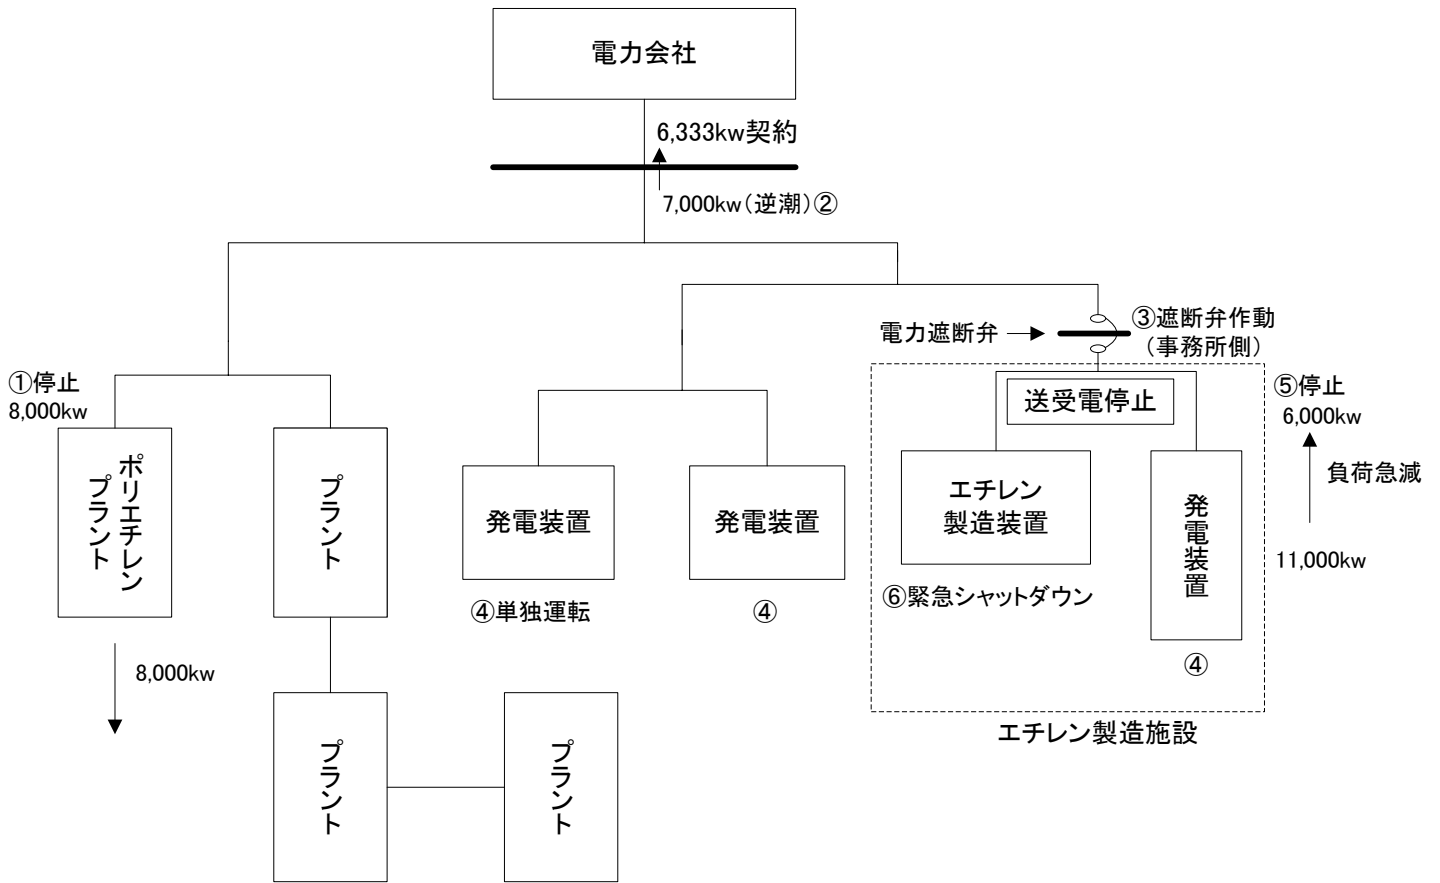 電力会社
6,333kw契約
7,000kw(逆潮)②
電力遮断弁
③遮断弁作動
(事務所側)
①停止
8,000kw
送受電停止
⑤停止
6,000kw
負荷急減
11,000kw
ポリエチレン
プラント
プラント
発電装置
発電装置
エチレン
製造装置
発電装置
④単独運転
④
⑥緊急シャットダウン
④
8,000kw
エチレン製造施設
プラント
プラント